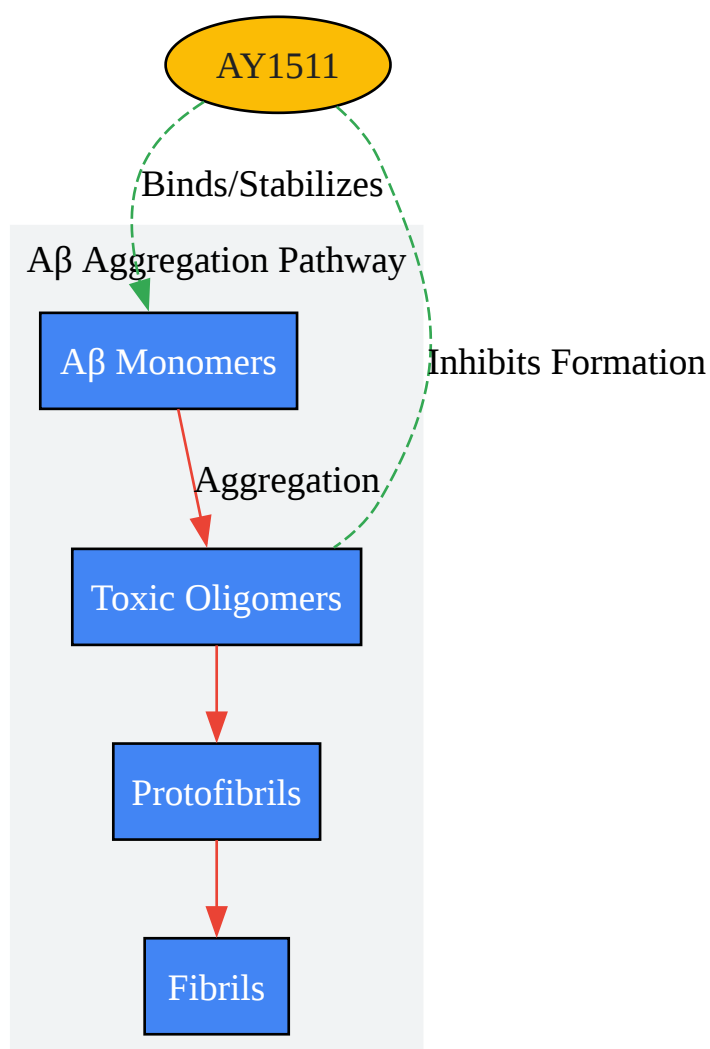 AY1511
Binds/Stabilizes
Aβ Aggregation Pathway
Aβ Monomers
Inhibits Formation
Aggregation
Toxic Oligomers
Protofibrils
Fibrils